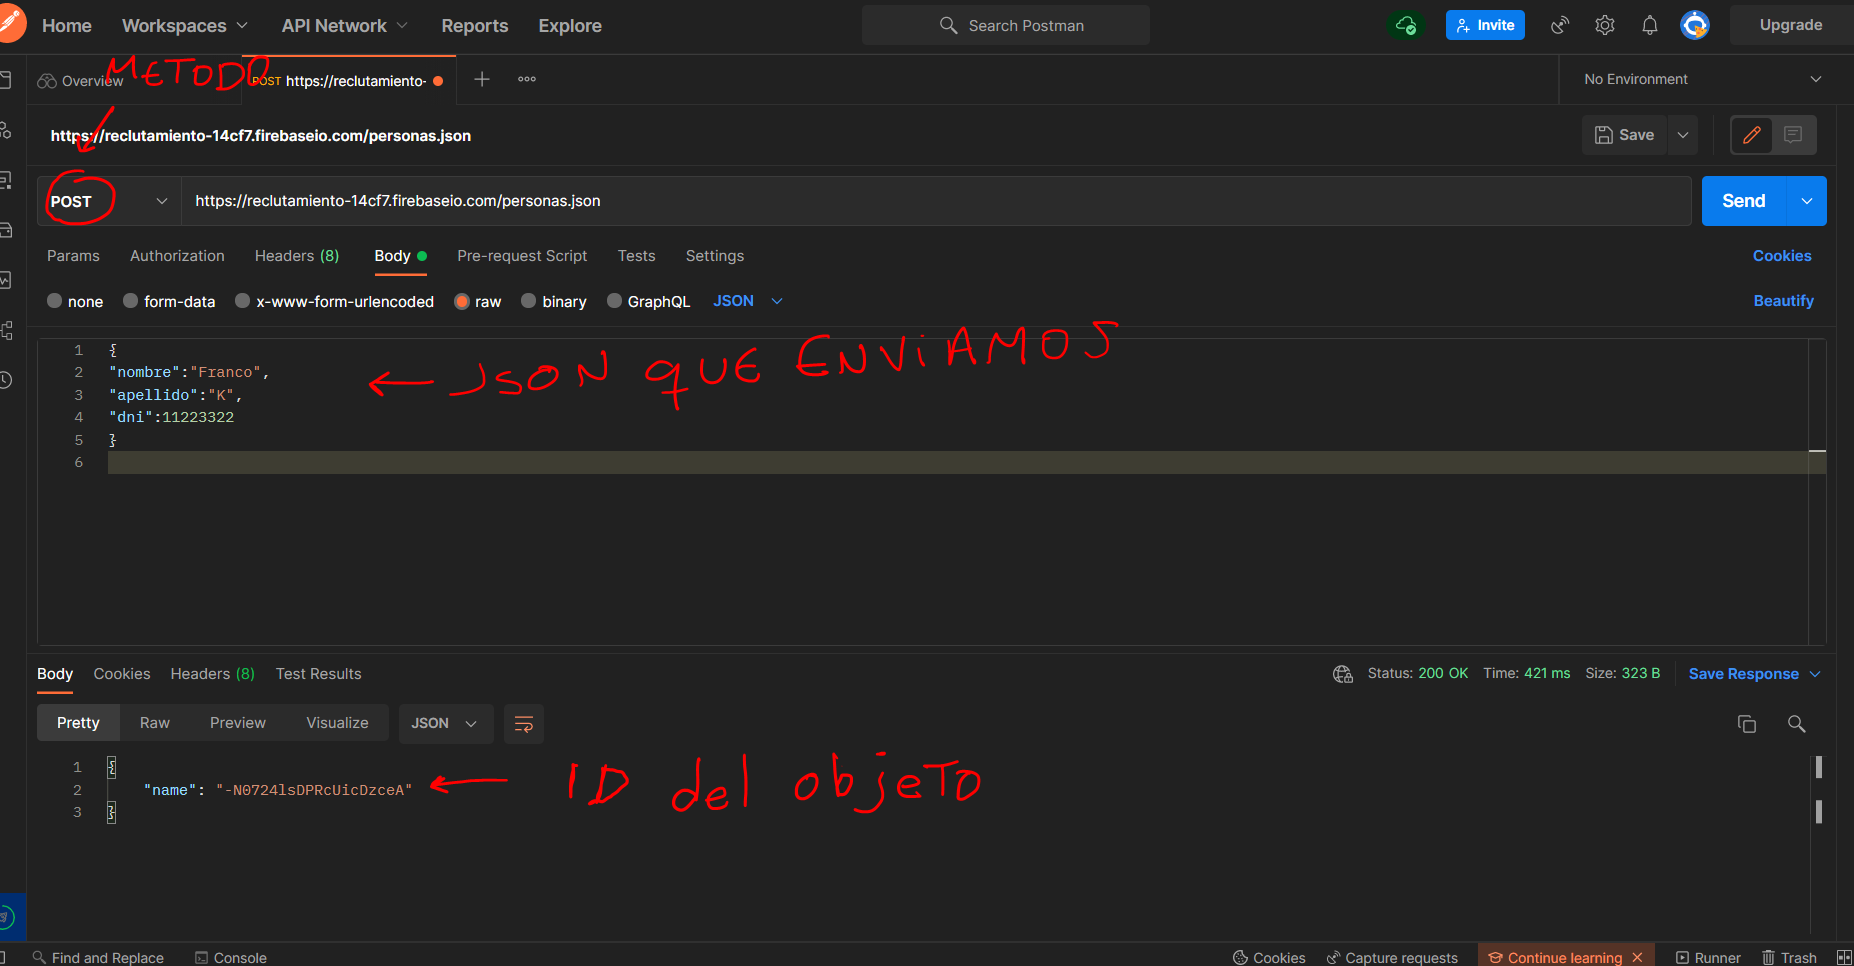 Home Workspaces API Network Reports Explore Search Postman Invite Upgrade
METODO
Overview POST https://reclutamiento- No Environment
https://reclutamiento-14cf7.firebaseio.com/personas.json Save
POST https://reclutamiento-14cf7.firebaseio.com/personas.json Send
Params Authorization Headers (8) Body Pre-request Script Tests Settings Cookies
none form-data x-www-form-urlencoded raw binary GraphQL JSON Beautify
1 {
2 "nombre":"Franco",
3 "apellido":"K",
4 "dni":11223322
5 }
6
JSON QUE ENViAMOS
Body Cookies Headers (8) Test Results Status: 200 OK Time: 421 ms Size: 323 B Save Response
Pretty Raw Preview Visualize JSON
1 {
2 "name": "-N0724lsDPRcUicDzceA"
3 }
ID del objeTo
Find and Replace Console Cookies Capture requests Continue learning Runner Trash